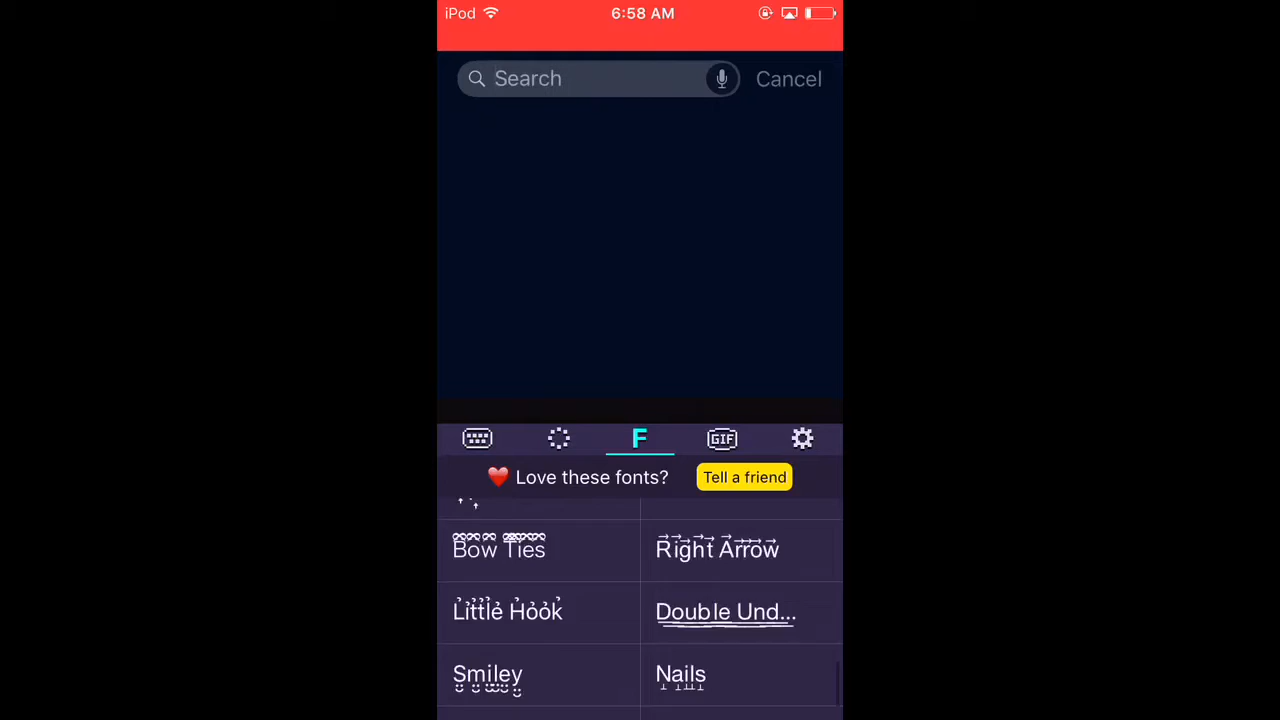 iPod 6:58 AM
Search Cancel
F GIF
❤️ Love these fonts? Tell a friend
Bow Ties Right Arrow
Little Hook Double Und...
Smiley Nails